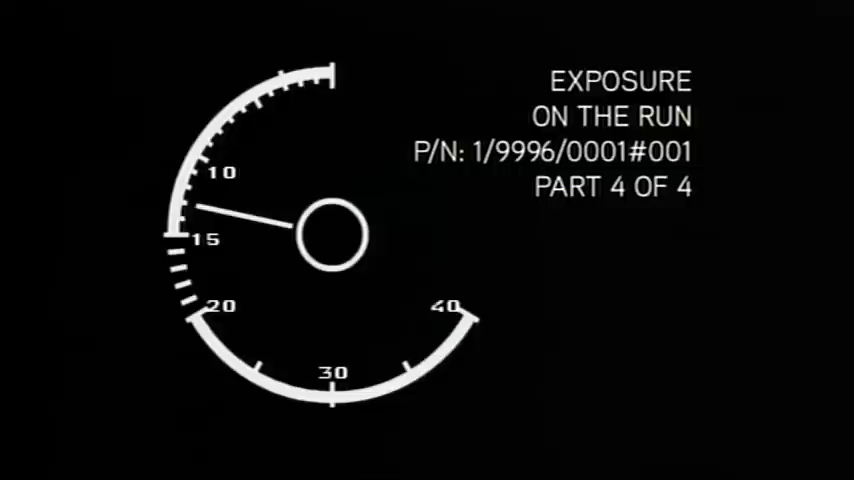 EXPOSURE
ON THE RUN
P/N: 1/9996/0001#001
PART 4 OF 4
10
15
20
40
30